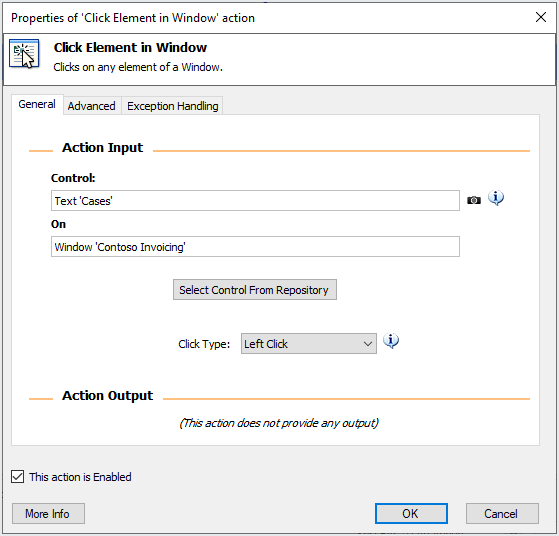 Properties of 'Click Element in Window' action
Click Element in Window
Clicks on any element of a Window.
General Advanced Exception Handling
Action Input
Control:
Text 'Cases'
On
Window 'Contoso Invoicing'
Select Control From Repository
Click Type: Left Click
Action Output
(This action does not provide any output)
This action is Enabled
More Info OK Cancel